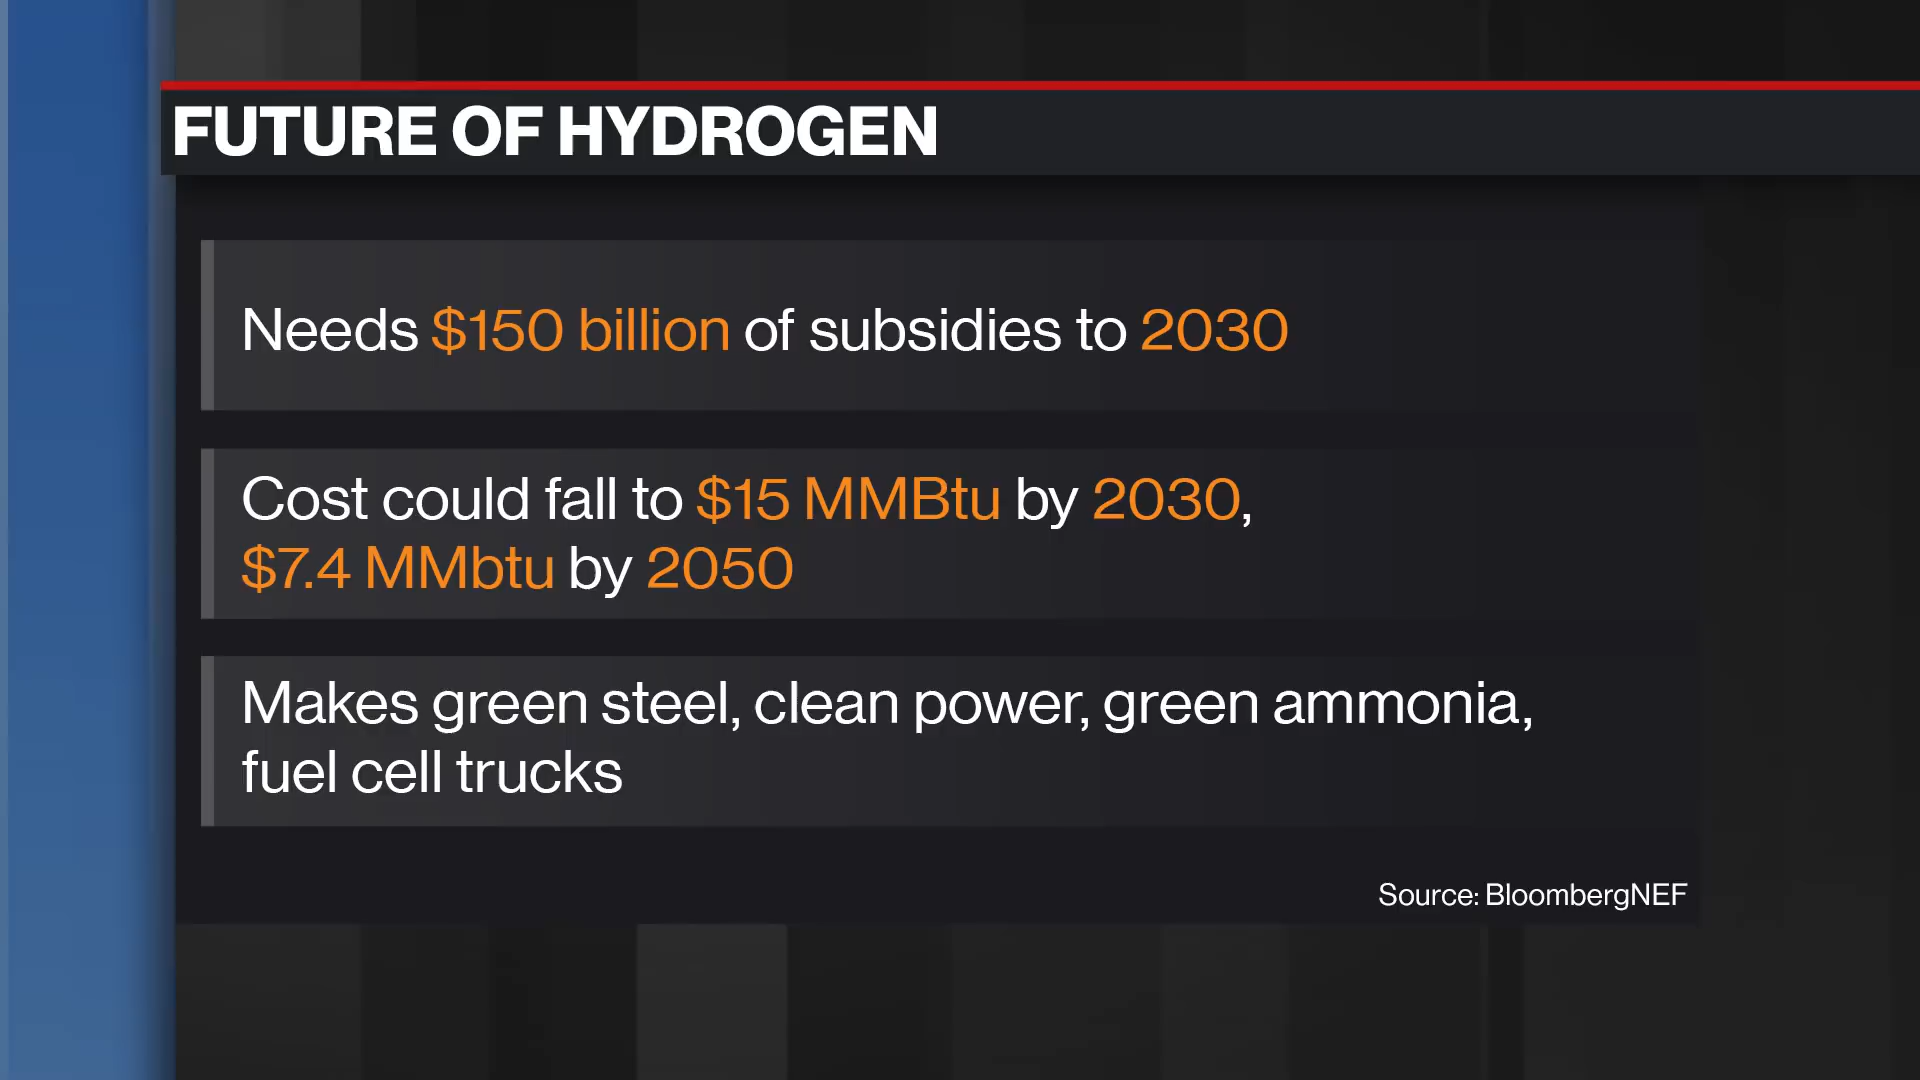 FUTURE OF HYDROGEN
Needs $150 billion of subsidies to 2030
Cost could fall to $15 MMBtu by 2030,
$7.4 MMbtu by 2050
Makes green steel, clean power, green ammonia,
fuel cell trucks
Source: BloombergNEF